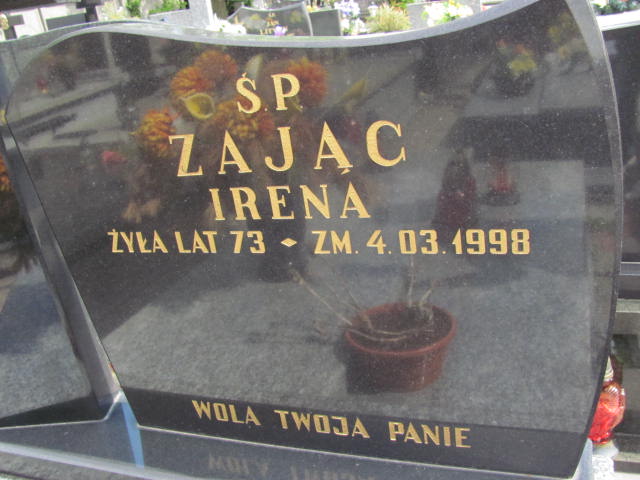 ŚP
ZAJĄC
IRENA
ŻYŁA LAT 73 ⬥ ZM. 4.03.1998
WOLA TWOJA PANIE